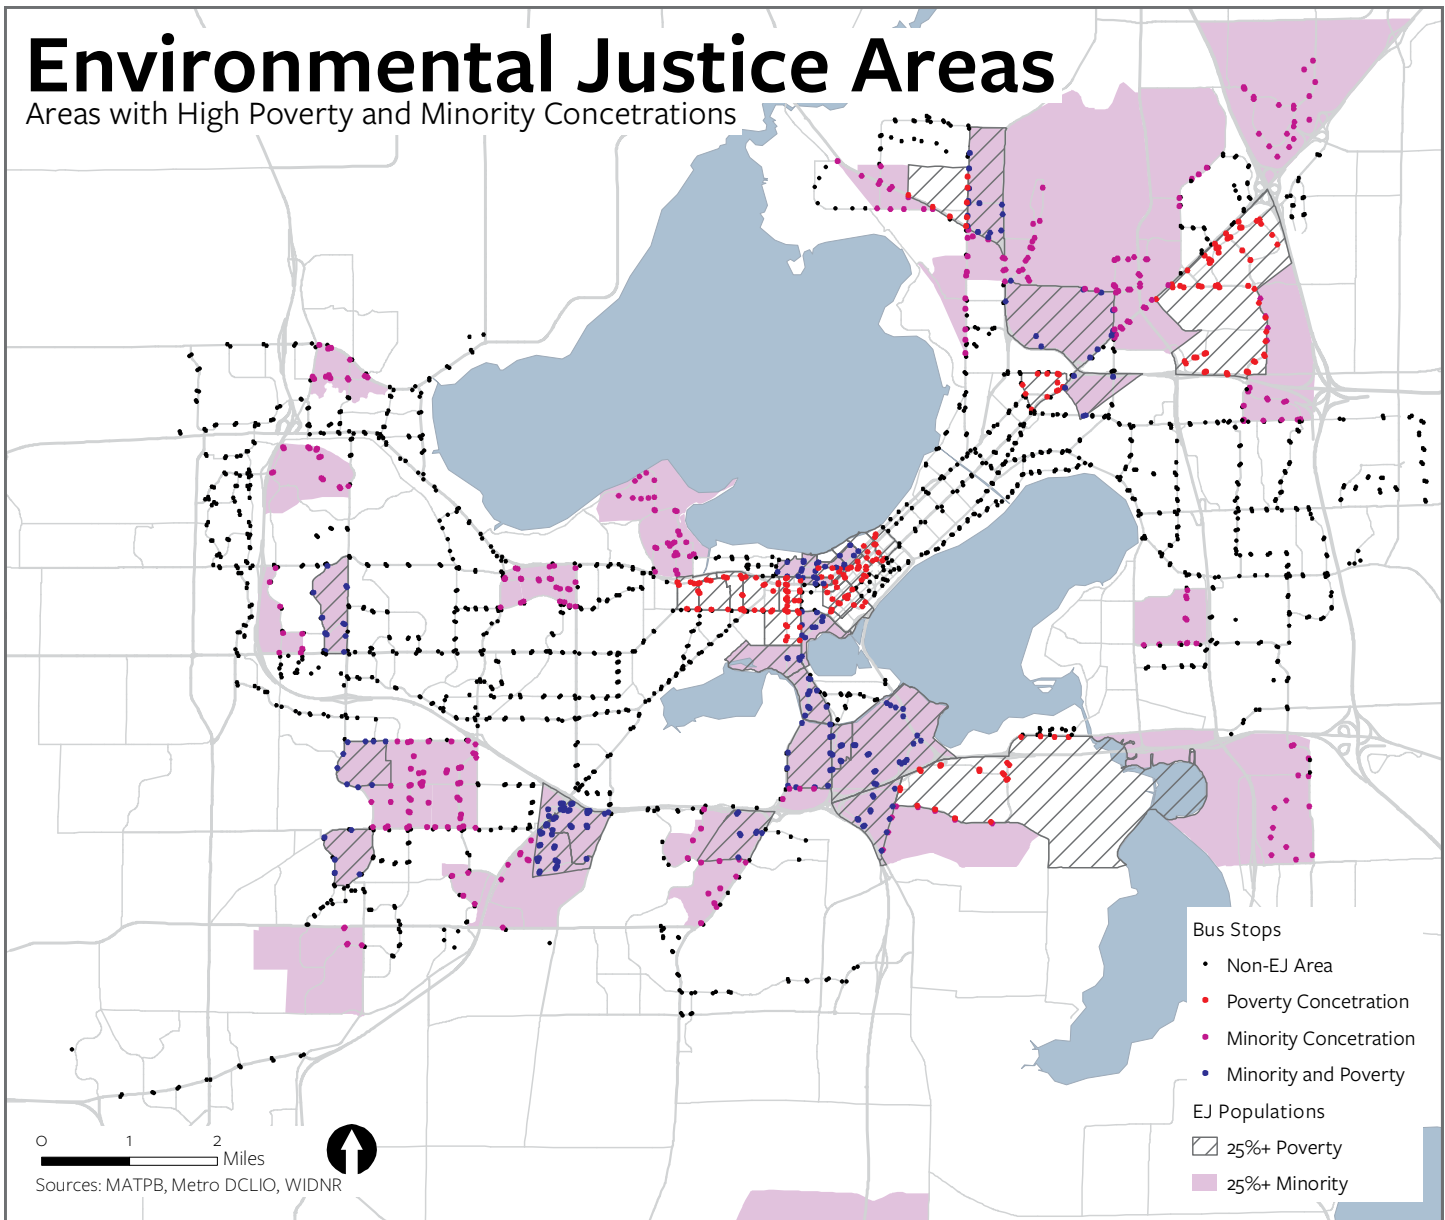 Environmental Justice Areas
Areas with High Poverty and Minority Concetrations
Bus Stops
Non-EJ Area
Poverty Concetration
Minority Concetration
Minority and Poverty
EJ Populations
25%+ Poverty
25%+ Minority
0 1 2
Miles
Sources: MATPB, Metro DCLIO, WIDNR